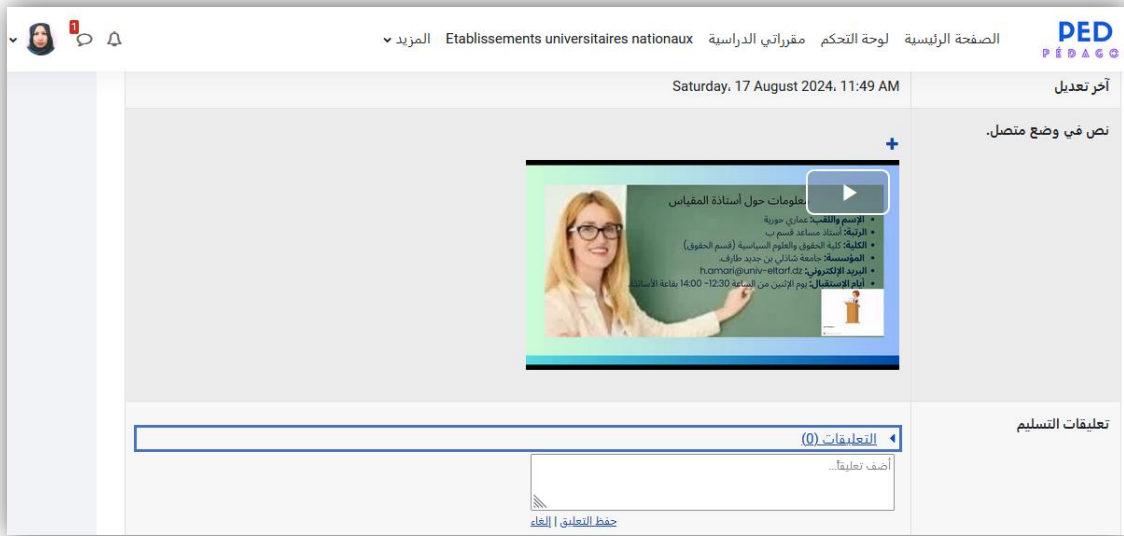 PED
PÉDAGO
الصفحة الرئيسية لوحة التحكم مقرراتي الدراسية Etablissements universitaires nationaux المزيد
1
آخر تعديل
Saturday، 17 August 2024، 11:49 AM
نص في وضع متصل.
+
معلومات حول أستاذة المقياس
• الإسم واللقب: عماري حورية
• الرتبة: أستاذ مساعد قسم ب
• الكلية: كلية الحقوق والعلوم السياسية (قسم الحقوق)
• المؤسسة: جامعة شاذلي بن جديد طارف.
• البريد الإلكتروني: h.amari@univ-eltarf.dz
• أيام الإستقبال: يوم الإثنين من الساعة 12:30– 14:00 بقاعة الأساتذة
تعليقات التسليم
التعليقات (0)
أضف تعليقاً...
حفظ التعليق | إلغاء